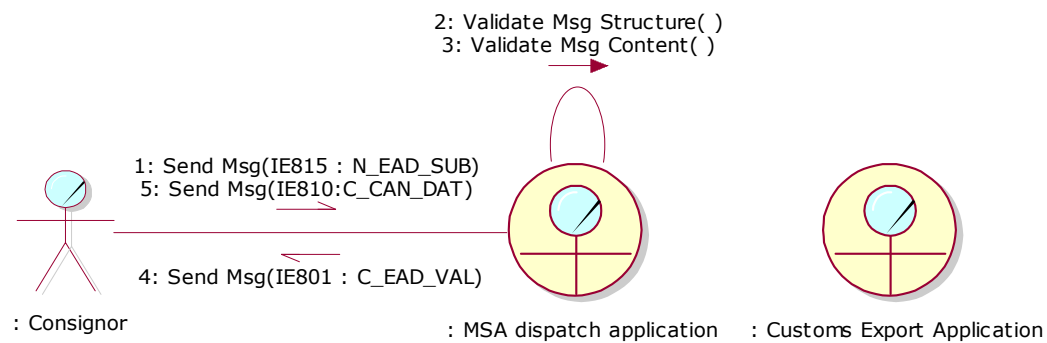 2: Validate Msg Structure( )
3: Validate Msg Content( )
1: Send Msg(IE815 : N_EAD_SUB)
5: Send Msg(IE810:C_CAN_DAT)
4: Send Msg(IE801 : C_EAD_VAL)
: Consignor
: MSA dispatch application
: Customs Export Application